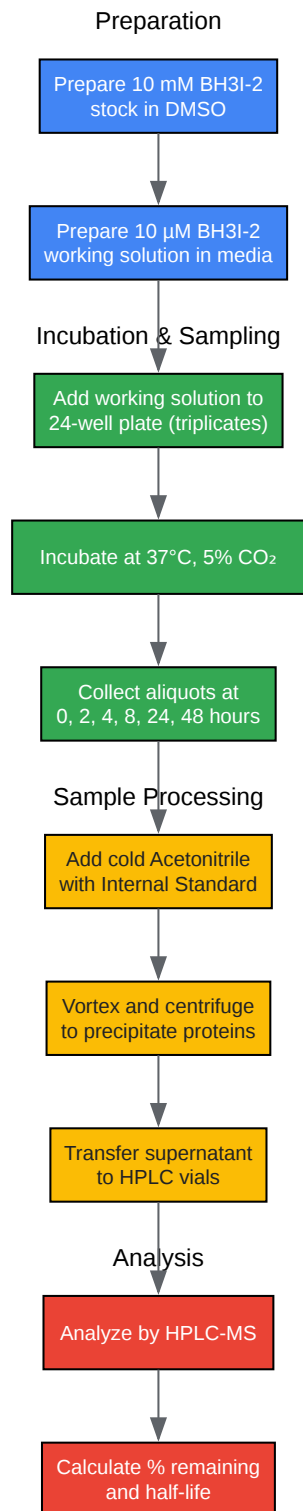 Preparation
Prepare 10 mM BH3I-2
stock in DMSO
Prepare 10 µM BH3I-2
working solution in media
Incubation & Sampling
Add working solution to
24-well plate (triplicates)
Incubate at 37°C, 5% CO₂
Collect aliquots at
0, 2, 4, 8, 24, 48 hours
Sample Processing
Add cold Acetonitrile
with Internal Standard
Vortex and centrifuge
to precipitate proteins
Transfer supernatant
to HPLC vials
Analysis
Analyze by HPLC-MS
Calculate % remaining
and half-life